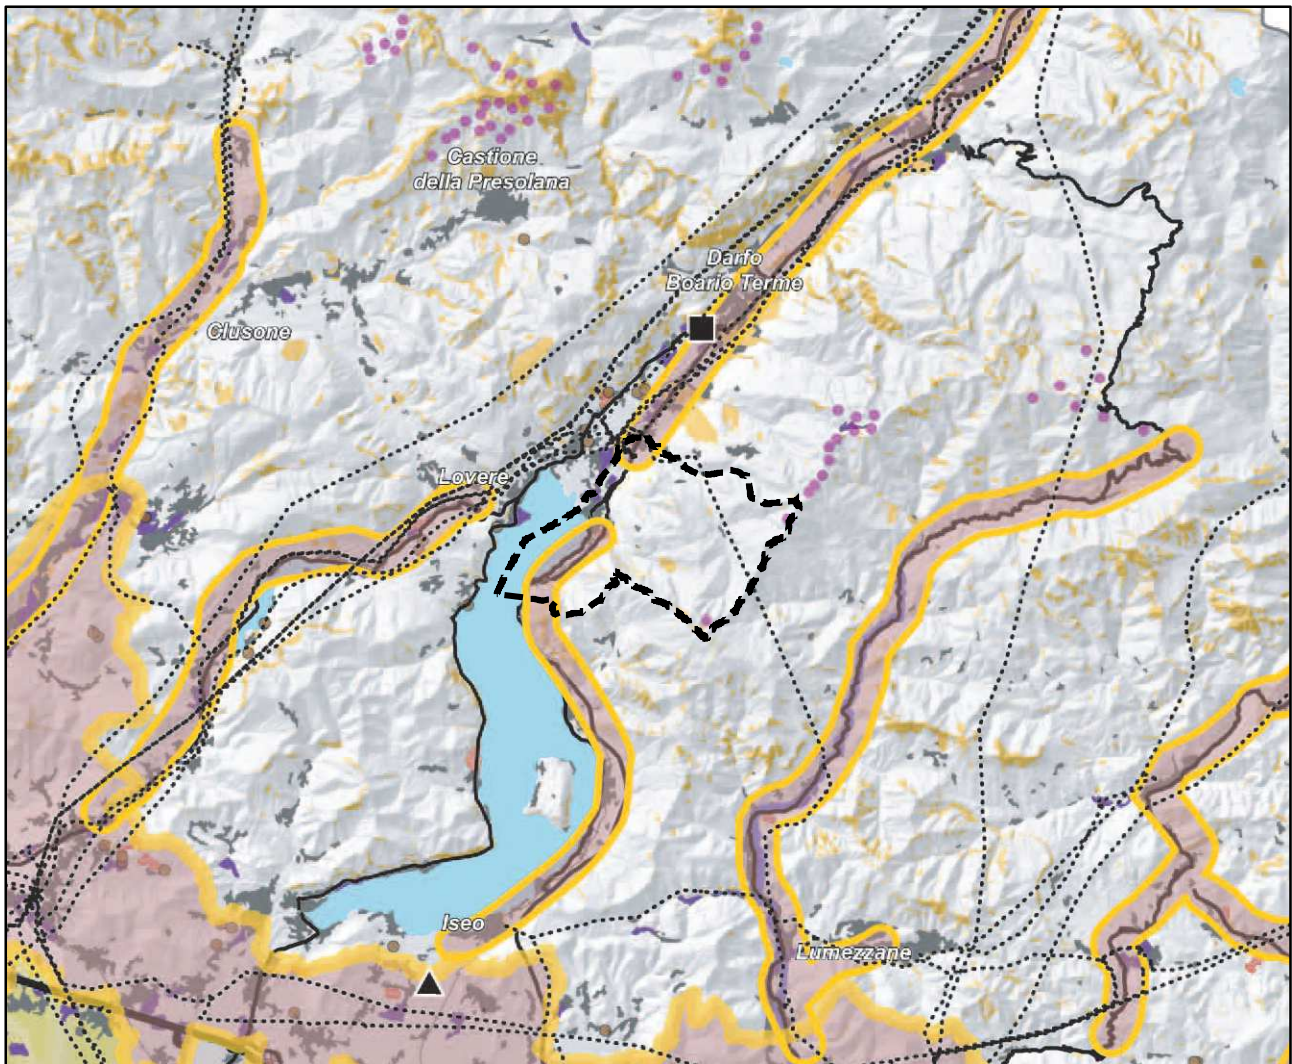 Castione
della Presolana
Darfo
Boario Terme
Clusone
Lovere
Iseo
Lumezzane